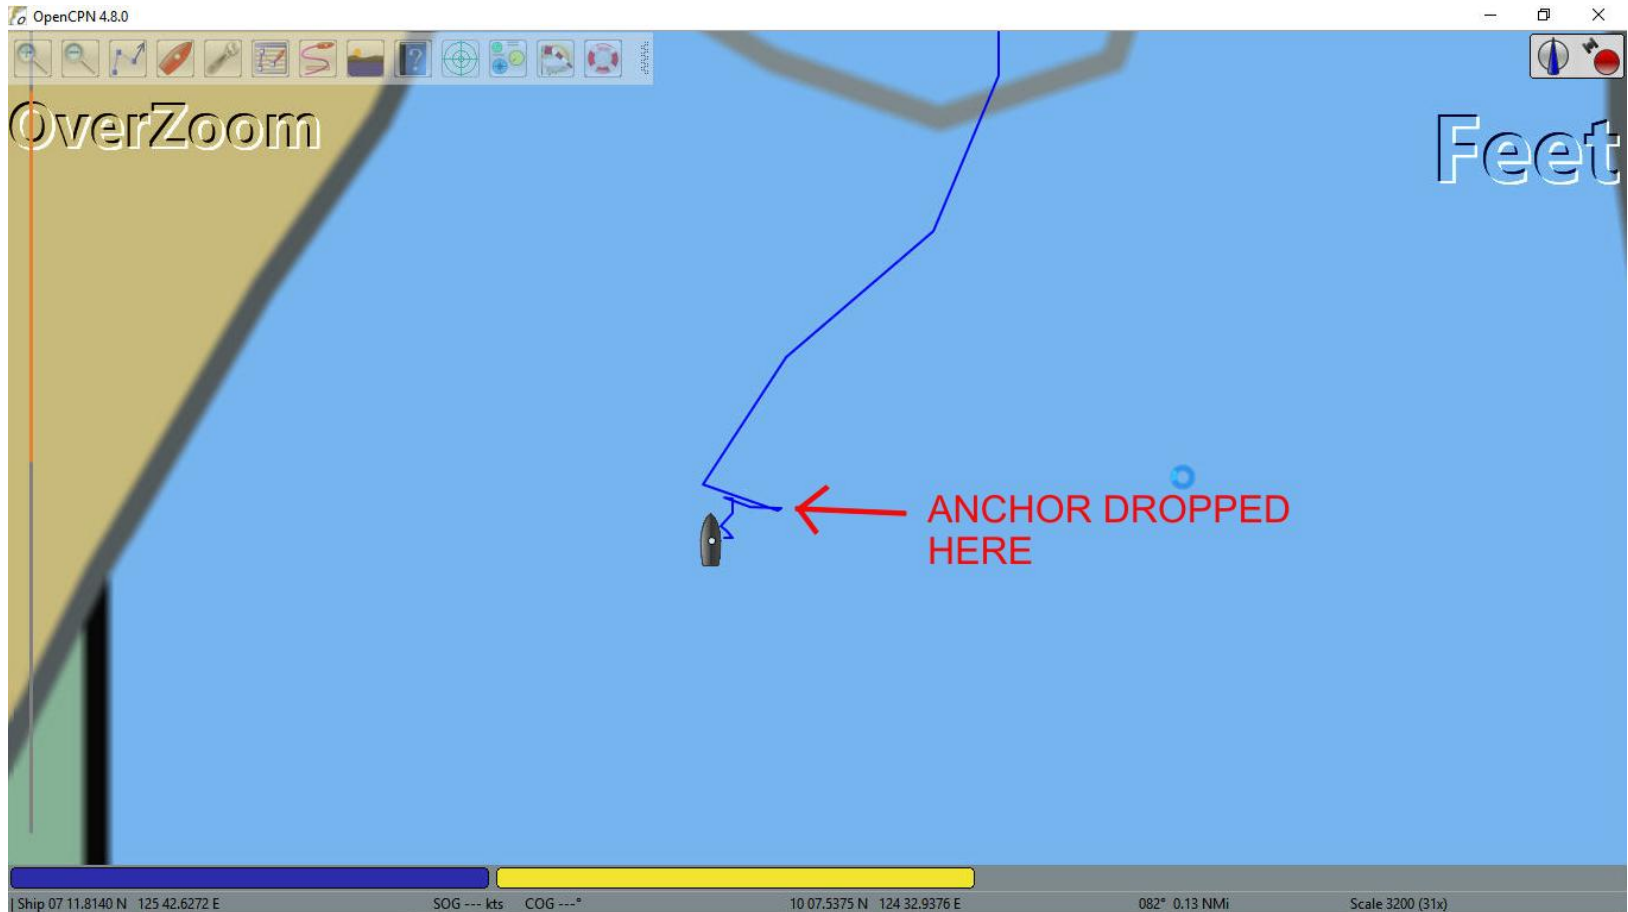 OpenCPN 4.8.0
OverZoom
Feet
ANCHOR DROPPED
HERE
| Ship 07 11.8140 N 125 42.6272 E SOG --- kts COG ---° 10 07.5375 N 124 32.9376 E 082° 0.13 NMi Scale 3200 (31x)